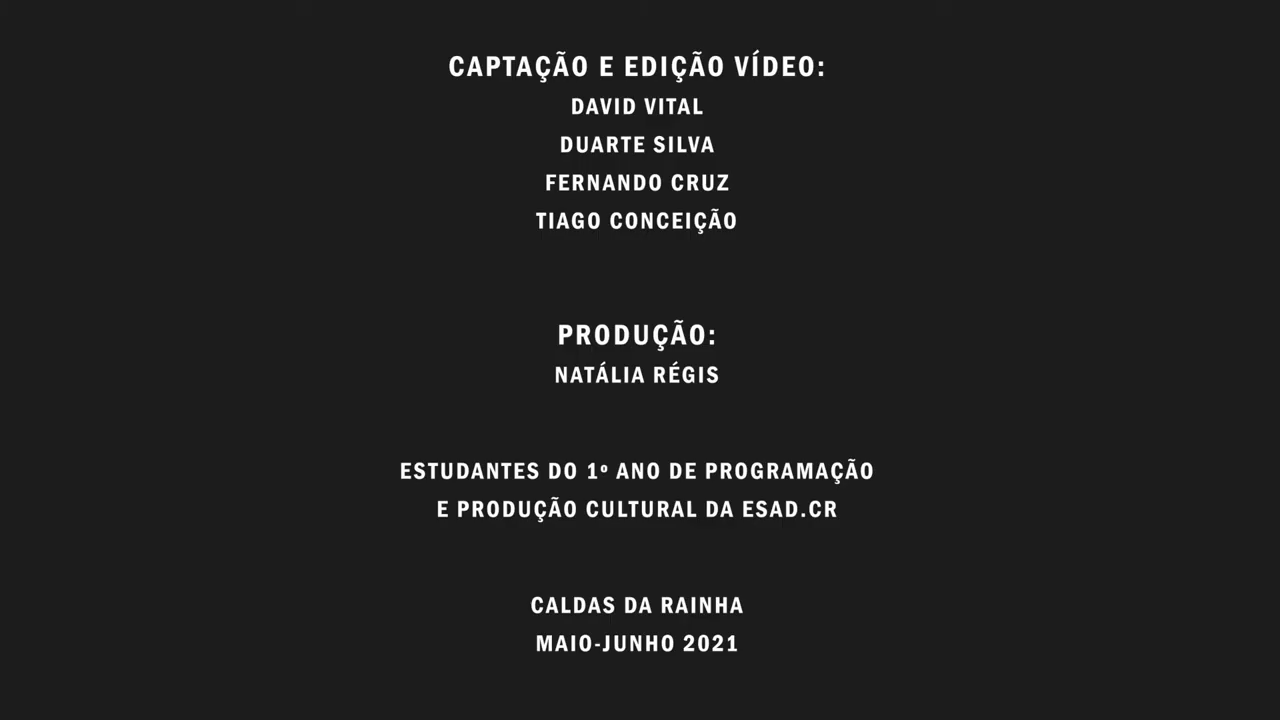 CAPTAÇÃO E EDIÇÃO VÍDEO:
DAVID VITAL
DUARTE SILVA
FERNANDO CRUZ
TIAGO CONCEIÇÃO
PRODUÇÃO:
NATÁLIA RÉGIS
ESTUDANTES DO 1º ANO DE PROGRAMAÇÃO
E PRODUÇÃO CULTURAL DA ESAD.CR
CALDAS DA RAINHA
MAIO-JUNHO 2021